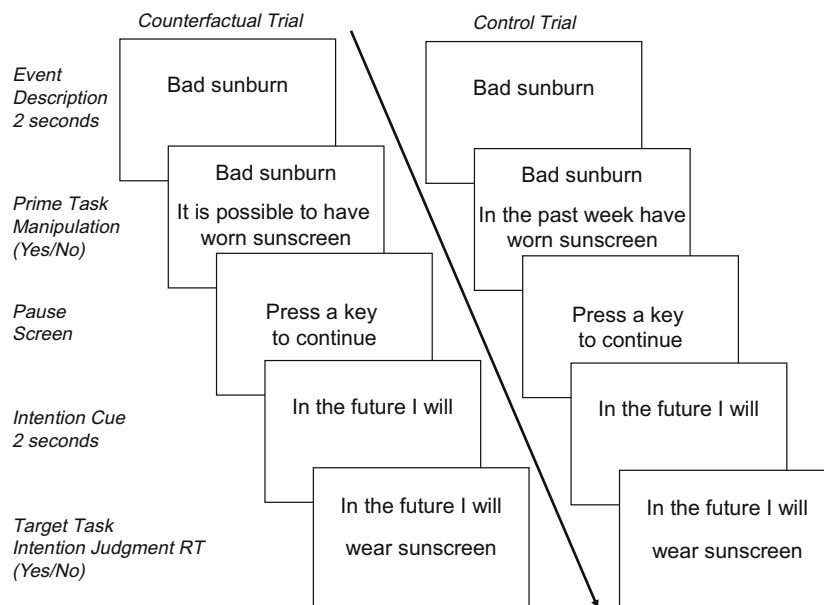 Counterfactual Trial
Control Trial
Event
Description
2 seconds
Bad sunburn
Bad sunburn
Prime Task
Manipulation
(Yes/No)
Bad sunburn
It is possible to have
worn sunscreen
Bad sunburn
In the past week have
worn sunscreen
Pause
Screen
Press a key
to continue
Press a key
to continue
Intention Cue
2 seconds
In the future I will
In the future I will
Target Task
Intention Judgment RT
(Yes/No)
In the future I will
wear sunscreen
In the future I will
wear sunscreen